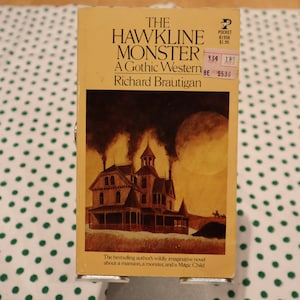 THE
HAWKLINE
MONSTER
A Gothic Western
Richard Brautigan
POCKET
The bestselling author's wildly imaginative novel
about a mansion, a monster, and a Magic Child